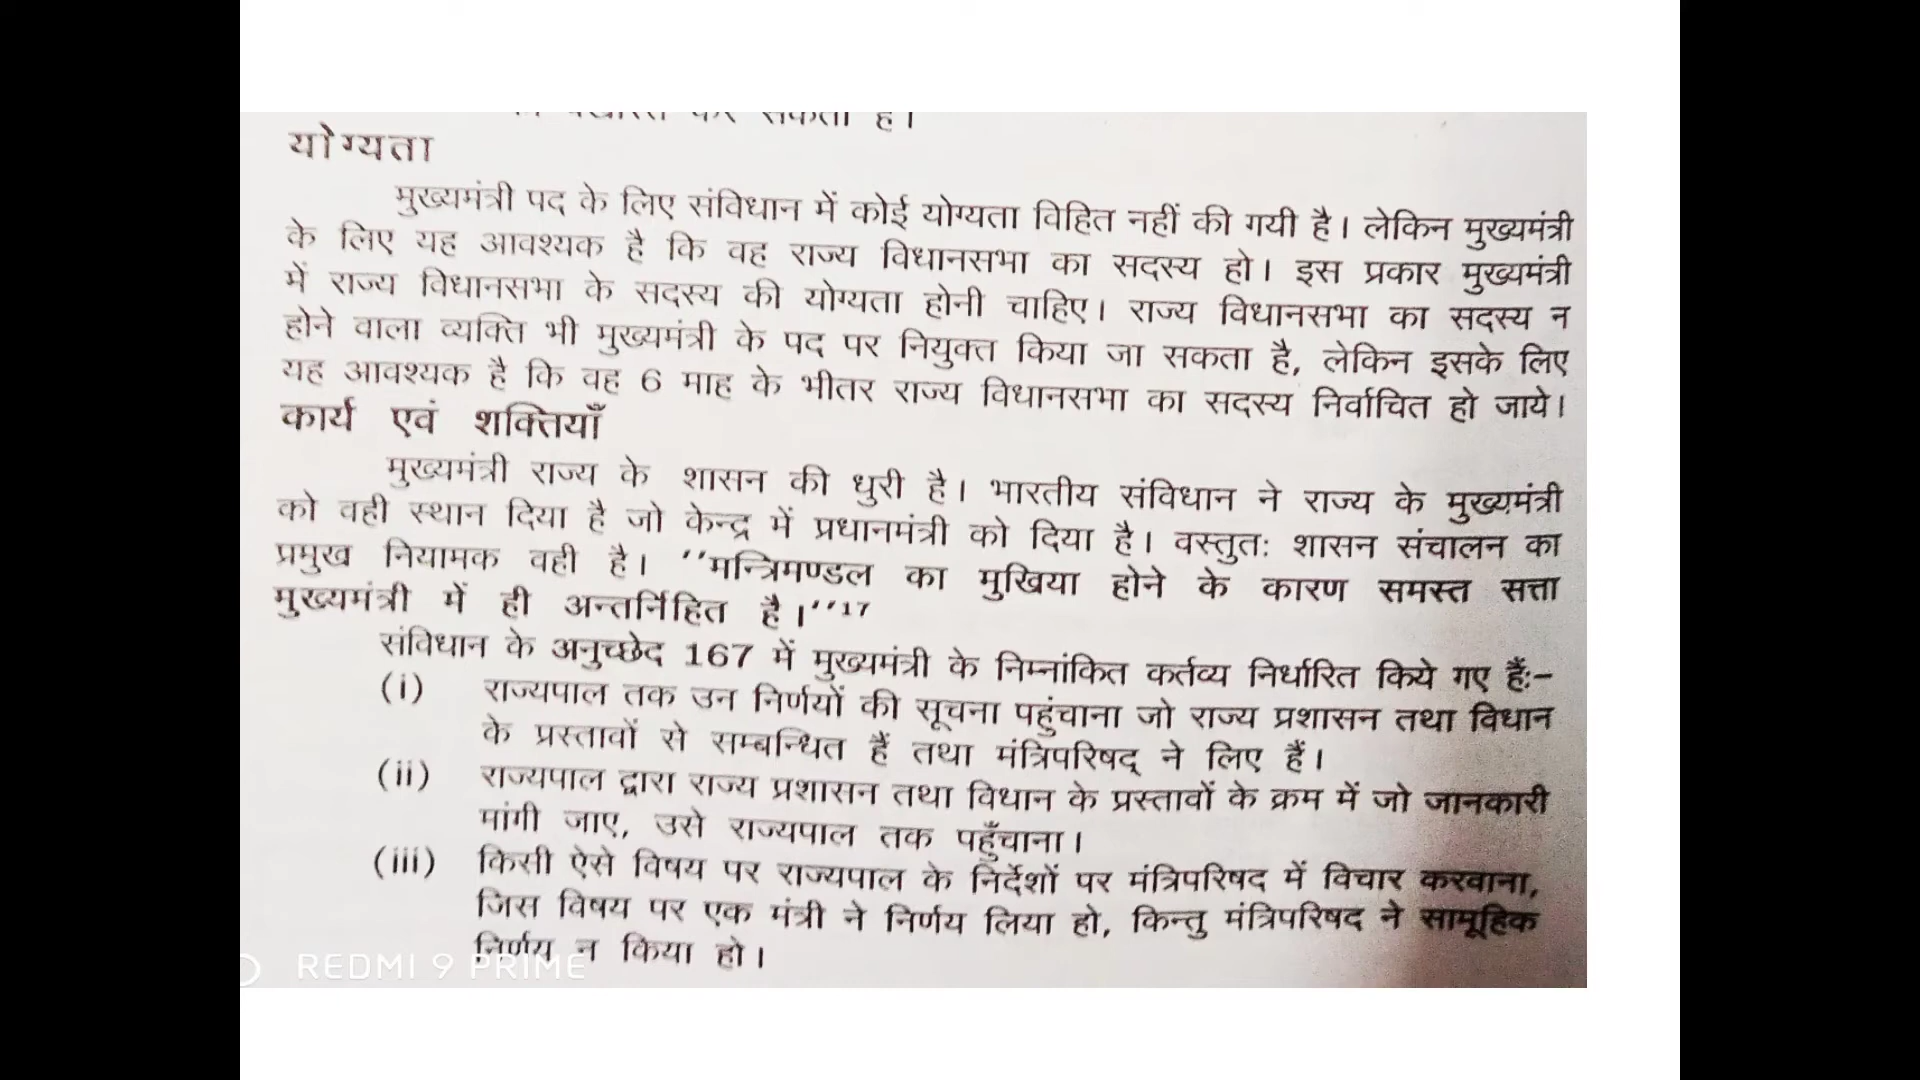 कर सकता है।
योग्यता
मुख्यमंत्री पद के लिए संविधान में कोई योग्यता विहित नहीं की गयी है। लेकिन मुख्यमंत्री
के लिए यह आवश्यक है कि वह राज्य विधानसभा का सदस्य हो। इस प्रकार मुख्यमंत्री
में राज्य विधानसभा के सदस्य की योग्यता होनी चाहिए। राज्य विधानसभा का सदस्य न
होने वाला व्यक्ति भी मुख्यमंत्री के पद पर नियुक्त किया जा सकता है, लेकिन इसके लिए
यह आवश्यक है कि वह 6 माह के भीतर राज्य विधानसभा का सदस्य निर्वाचित हो जाये।
कार्य एवं शक्तियाँ
मुख्यमंत्री राज्य के शासन की धुरी है। भारतीय संविधान ने राज्य के मुख्यमंत्री
को वही स्थान दिया है जो केन्द्र में प्रधानमंत्री को दिया है। वस्तुतः शासन संचालन का
प्रमुख नियामक वही है। ''मन्त्रिमण्डल का मुखिया होने के कारण समस्त सत्ता
मुख्यमंत्री में ही अन्तर्निहित है।''17
संविधान के अनुच्छेद 167 में मुख्यमंत्री के निम्नांकित कर्तव्य निर्धारित किये गए हैं:-
(i) राज्यपाल तक उन निर्णयों की सूचना पहुंचाना जो राज्य प्रशासन तथा विधान
के प्रस्तावों से सम्बन्धित हैं तथा मंत्रिपरिषद् ने लिए हैं।
(ii) राज्यपाल द्वारा राज्य प्रशासन तथा विधान के प्रस्तावों के क्रम में जो जानकारी
मांगी जाए, उसे राज्यपाल तक पहुँचाना।
(iii) किसी ऐसे विषय पर राज्यपाल के निर्देशों पर मंत्रिपरिषद में विचार करवाना,
जिस विषय पर एक मंत्री ने निर्णय लिया हो, किन्तु मंत्रिपरिषद ने सामूहिक
निर्णय न किया हो।
REDMI 9 PRIME